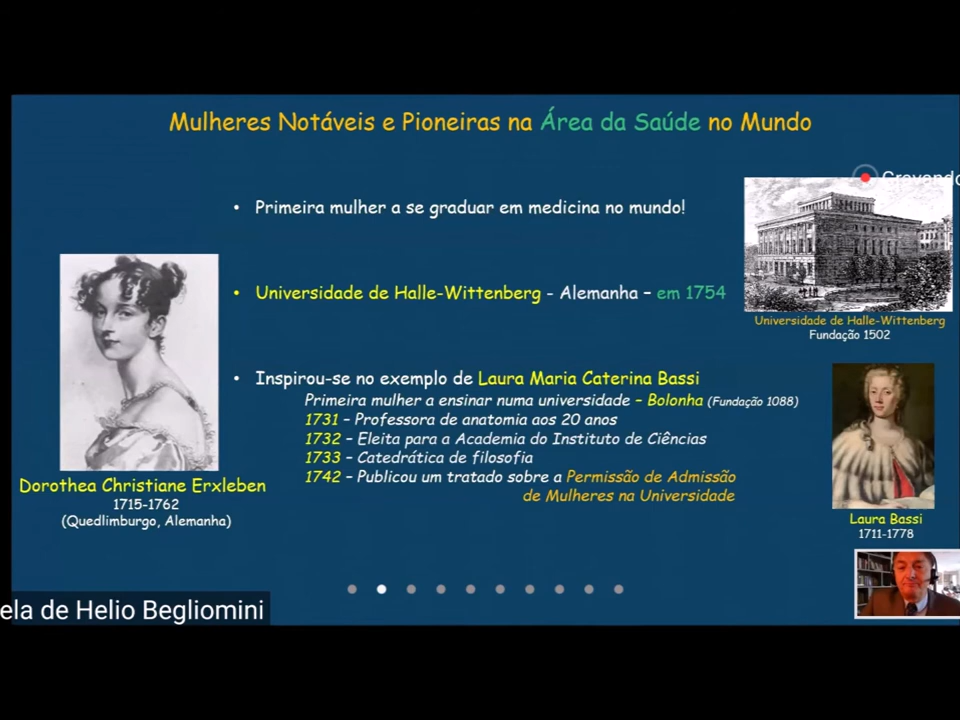 Mulheres Notáveis e Pioneiras na Área da Saúde no Mundo
Gravando
• Primeira mulher a se graduar em medicina no mundo!
• Universidade de Halle-Wittenberg - Alemanha – em 1754
Universidade de Halle-Wittenberg
Fundação 1502
• Inspirou-se no exemplo de Laura Maria Caterina Bassi
Primeira mulher a ensinar numa universidade – Bolonha (Fundação 1088)
1731 – Professora de anatomia aos 20 anos
1732 – Eleita para a Academia do Instituto de Ciências
1733 – Catedrática de filosofia
1742 – Publicou um tratado sobre a Permissão de Admissão
de Mulheres na Universidade
Dorothea Christiane Erxleben
1715-1762
(Quedlimburgo, Alemanha)
Laura Bassi
1711-1778
ela de Helio Begliomini